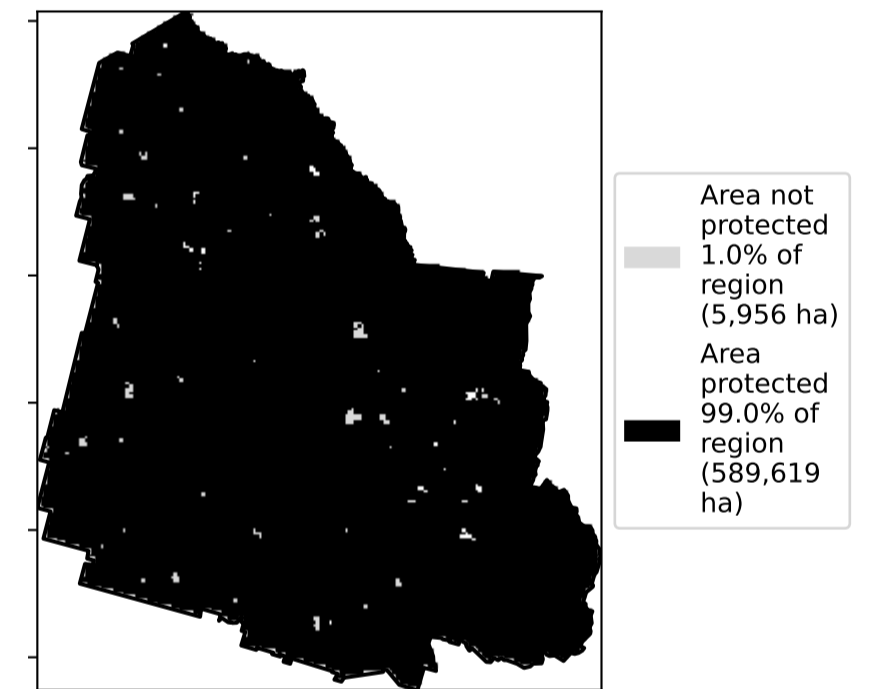 Area not
protected
1.0% of
region
(5,956 ha)
Area
protected
99.0% of
region
(589,619
ha)